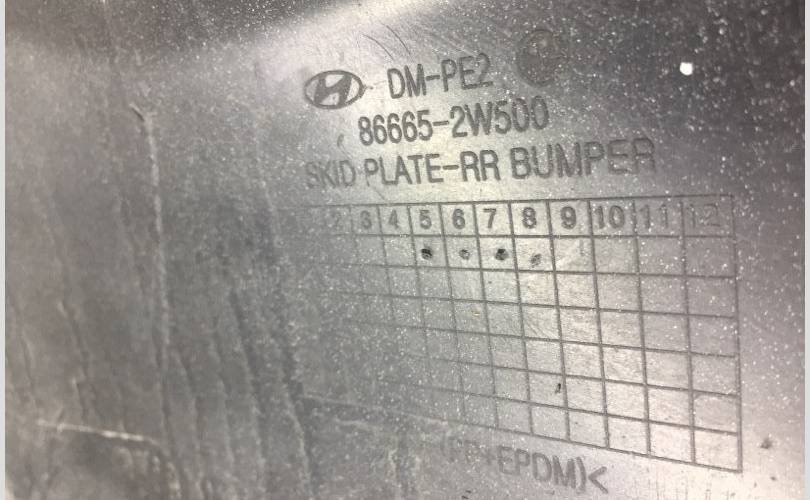 DM-PE2
86665-2W500
SKID PLATE-RR BUMPER
2 3 4 5 6 7 8 9 10 11 12
+EPDM)<